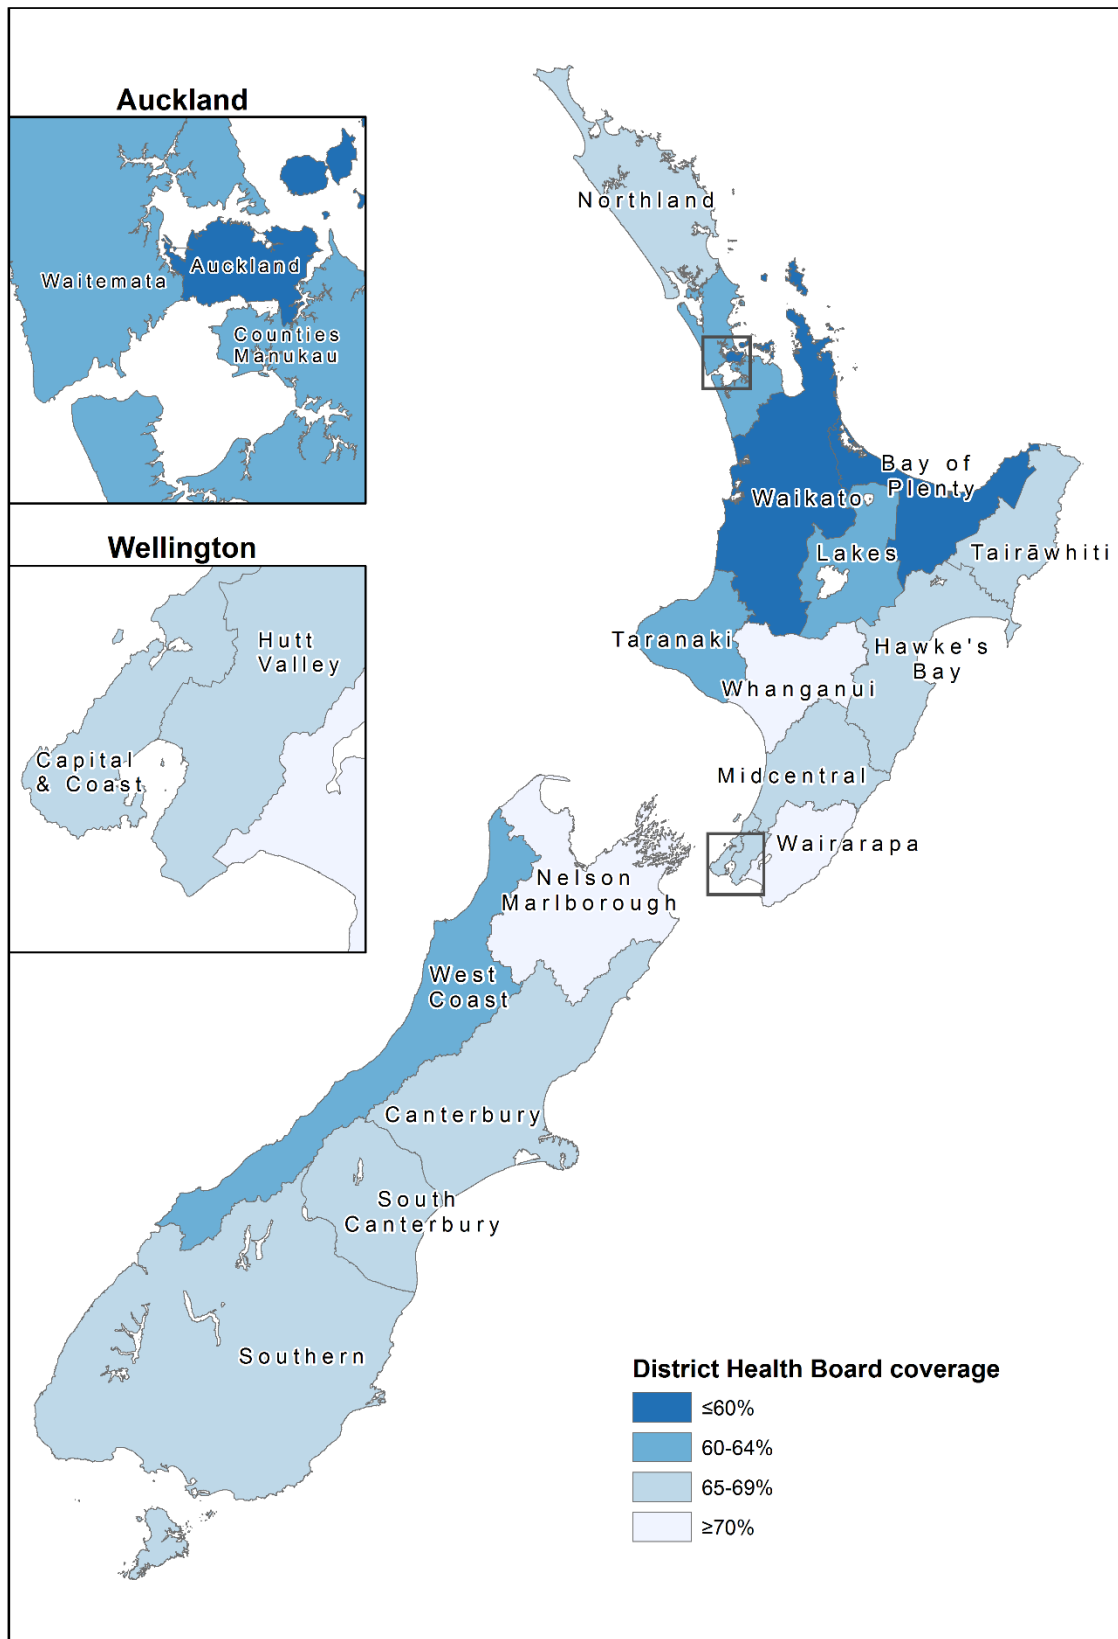 Auckland
Waitemata
Auckland
Counties
Manukau
Wellington
Hutt
Valley
Capital
& Coast
Northland
Bay of
Plenty
Waikato
Lakes
Tairāwhiti
Taranaki
Hawke's
Bay
Whanganui
Midcentral
Wairarapa
Nelson
Marlborough
West
Coast
Canterbury
South
Canterbury
Southern
District Health Board coverage
≤60%
60-64%
65-69%
≥70%